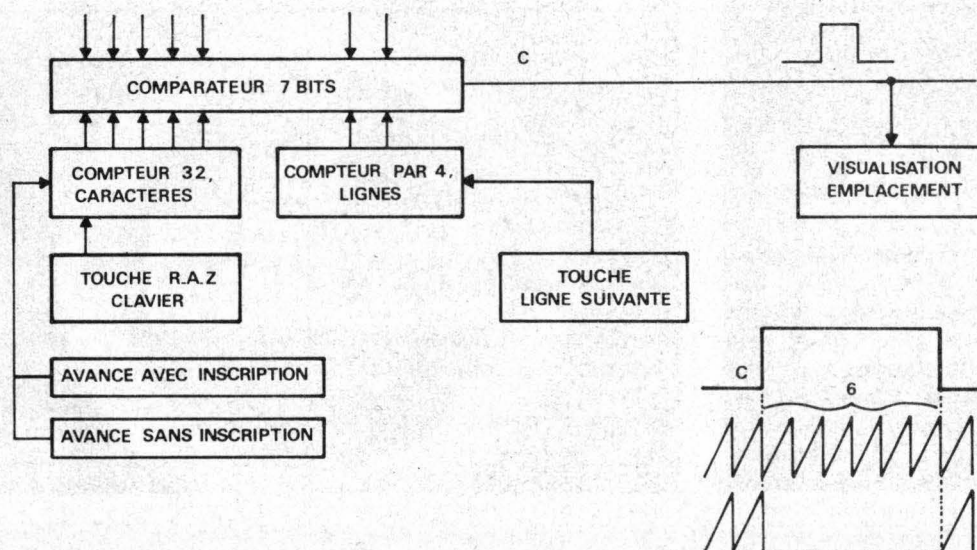 C
COMPARATEUR 7 BITS
COMPTEUR 32,
CARACTERES
COMPTEUR PAR 4,
LIGNES
VISUALISATION
EMPLACEMENT
TOUCHE R.A.Z
CLAVIER
TOUCHE
LIGNE SUIVANTE
AVANCE AVEC INSCRIPTION
AVANCE SANS INSCRIPTION
C
6